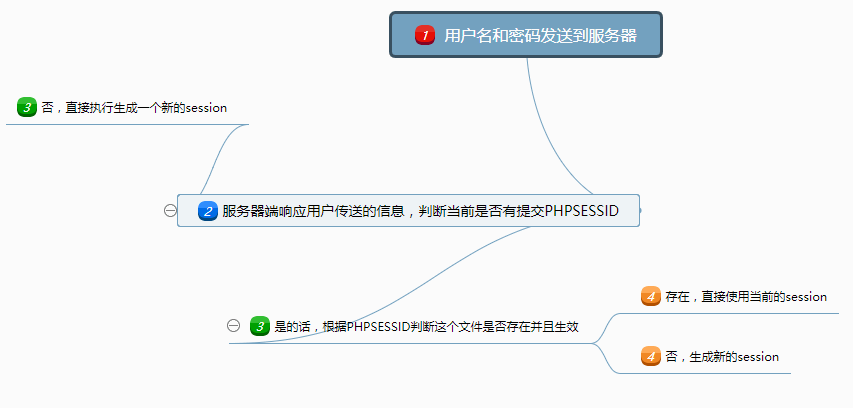 1 用户名和密码发送到服务器
3 否，直接执行生成一个新的session
2 服务器端响应用户传送的信息，判断当前是否有提交PHPSESSID
4 存在，直接使用当前的session
3 是的话，根据PHPSESSID判断这个文件是否存在并且生效
4 否，生成新的session